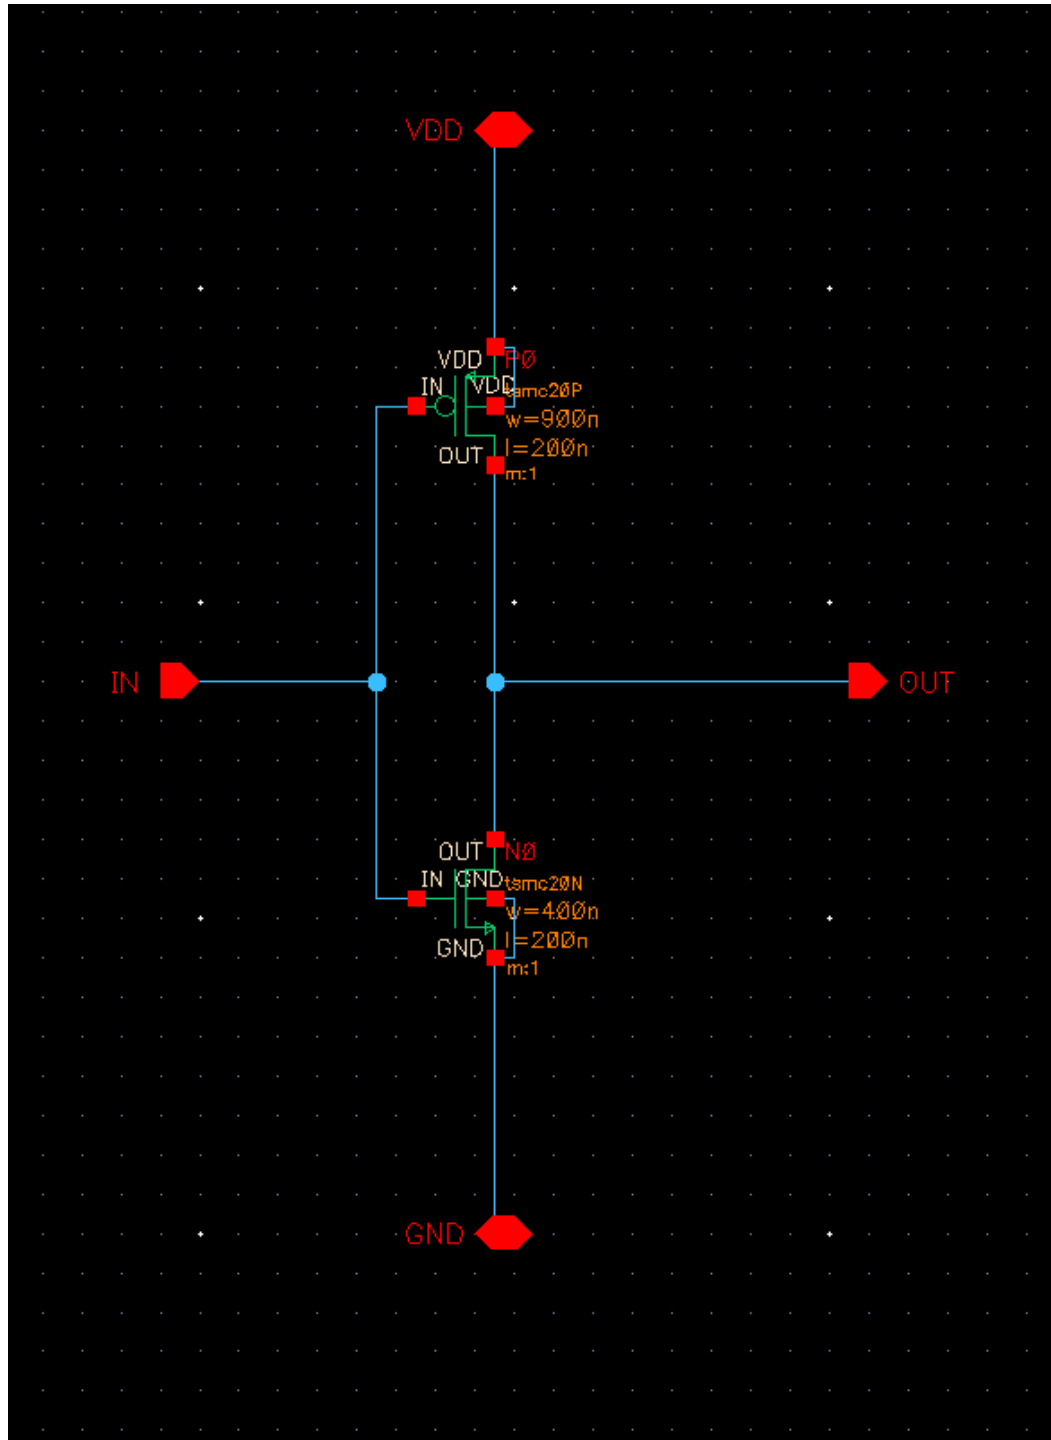 VDD
VDD P0
IN VDD tsmc20P
w=900n
OUT l=200n
m:1
IN
OUT
OUT N0
IN GND tsmc20N
w=400n
GND l=200n
m:1
GND